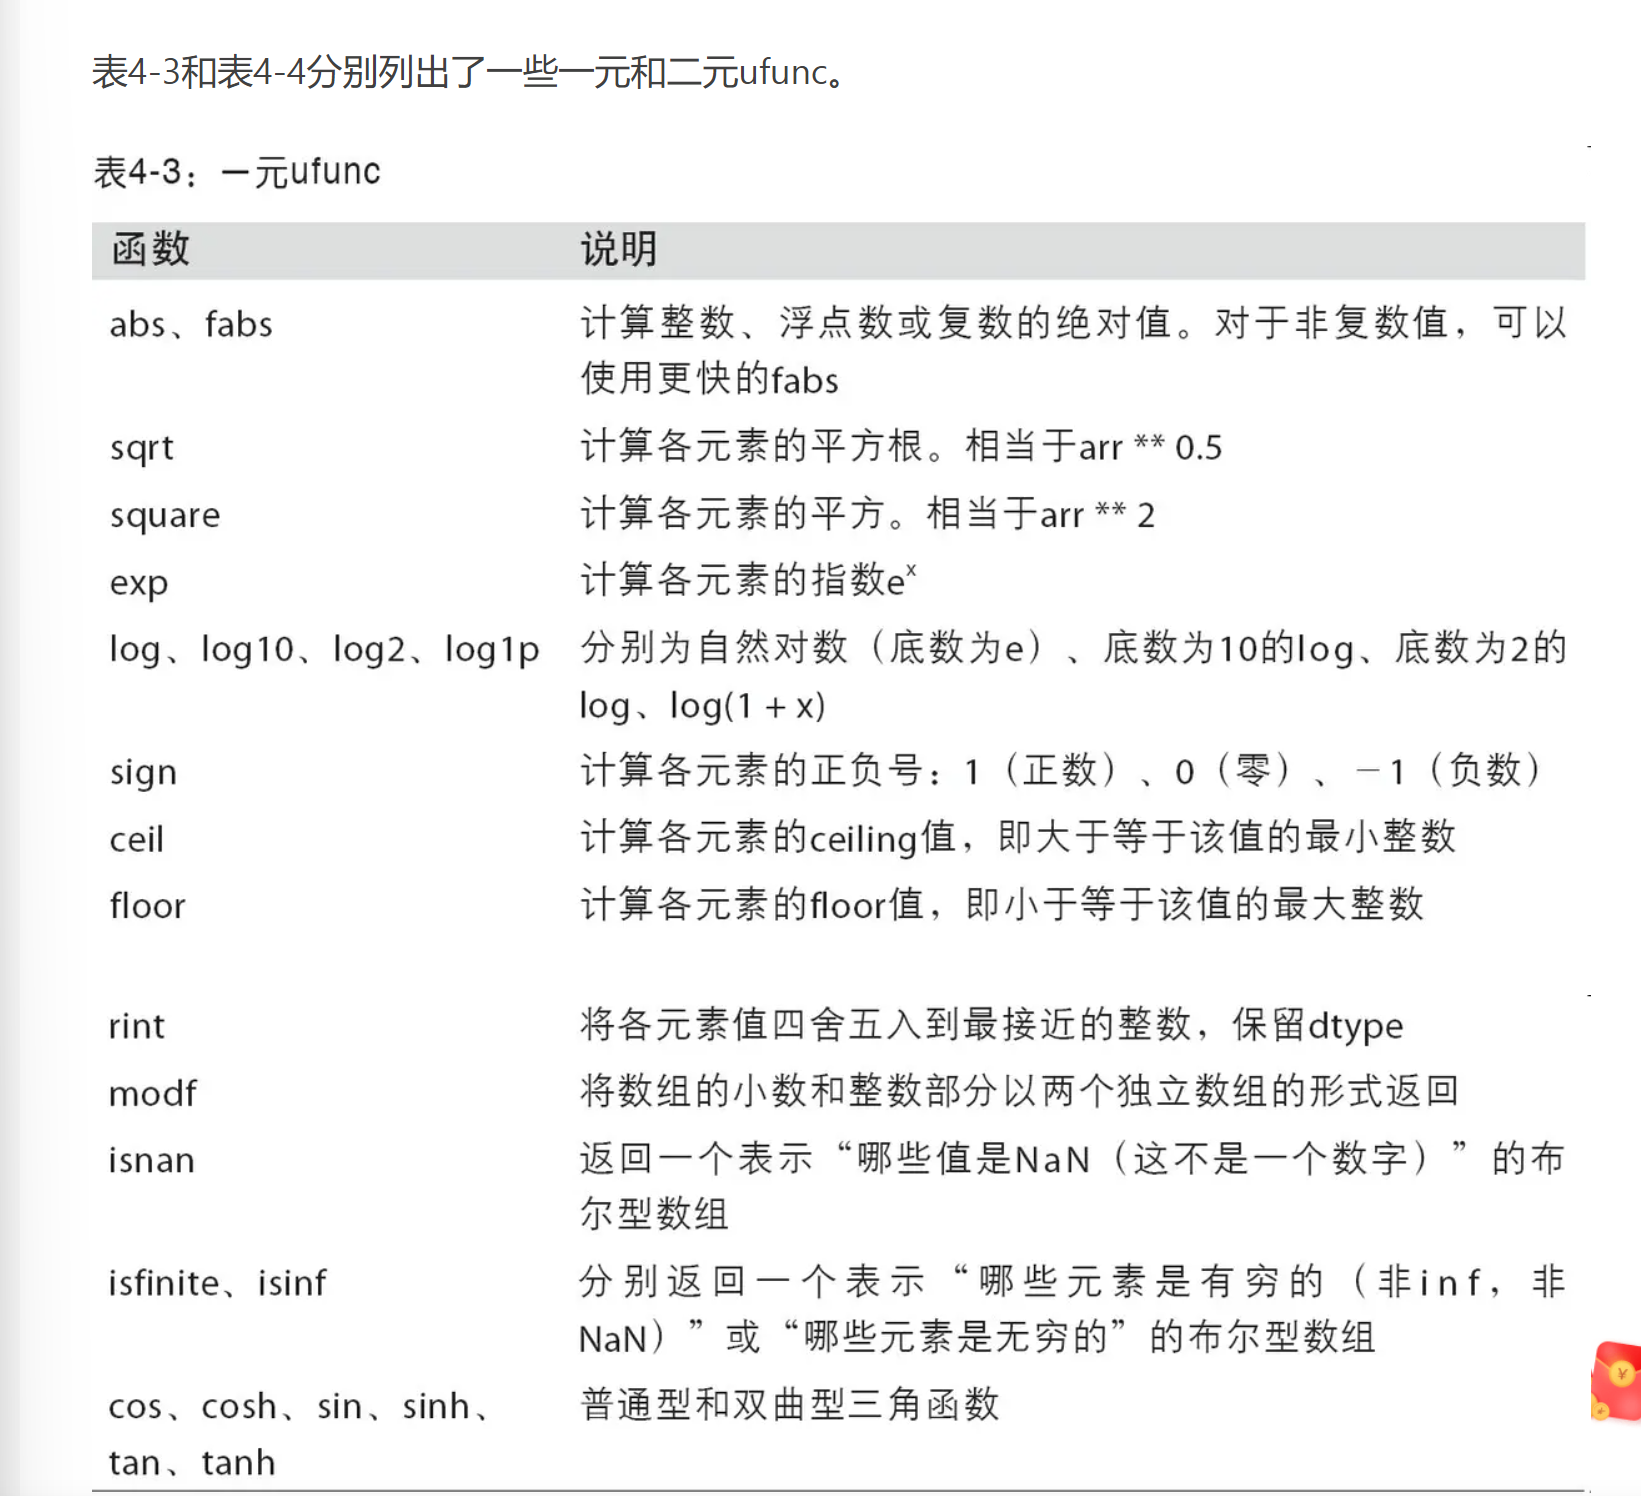 表4-3和表4-4分别列出了一些一元和二元ufunc。
表4-3：一元ufunc
函数 说明
abs、fabs 计算整数、浮点数或复数的绝对值。对于非复数值，可以
使用更快的fabs
sqrt 计算各元素的平方根。相当于arr ** 0.5
square 计算各元素的平方。相当于arr ** 2
exp 计算各元素的指数eˣ
log、log10、log2、log1p 分别为自然对数（底数为e）、底数为10的log、底数为2的
log、log(1 + x)
sign 计算各元素的正负号：1（正数）、0（零）、－1（负数）
ceil 计算各元素的ceiling值，即大于等于该值的最小整数
floor 计算各元素的floor值，即小于等于该值的最大整数
rint 将各元素值四舍五入到最接近的整数，保留dtype
modf 将数组的小数和整数部分以两个独立数组的形式返回
isnan 返回一个表示“哪些值是NaN（这不是一个数字）”的布
尔型数组
isfinite、isinf 分别返回一个表示“哪些元素是有穷的（非inf，非
NaN）”或“哪些元素是无穷的”的布尔型数组
cos、cosh、sin、sinh、 普通型和双曲型三角函数
tan、tanh
¥